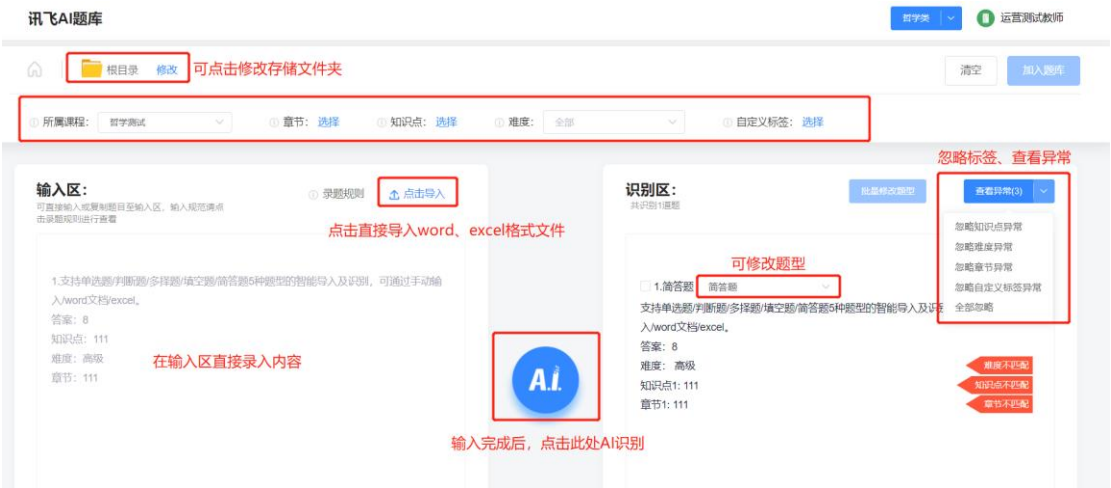 讯飞AI题库
哲学类
运营测试教师
根目录 修改 可点击修改存储文件夹
清空
加入题库
所属课程： 哲学测试
章节： 选择
知识点： 选择
难度： 全部
自定义标签： 选择
忽略标签、查看异常
输入区：
可直接输入或复制题目至输入区，输入规范请点
击录题规则进行查看
录题规则
点击导入
点击直接导入word、excel格式文件
1.支持单选题/判断题/多择题/填空题/简答题5种题型的智能导入及识别，可通过手动输
入/word文档/excel。
答案：8
知识点：111
难度：高级
章节：111
在输入区直接录入内容
A.I.
输入完成后，点击此处AI识别
识别区：
共识别1道题
批量修改题型
查看异常(3)
忽略知识点异常
忽略难度异常
忽略章节异常
忽略自定义标签异常
全部忽略
可修改题型
1.简答题 简答题
支持单选题/判断题/多择题/填空题/简答题5种题型的智能导入及识
入/word文档/excel。
答案：8
难度： 高级
知识点1: 111
章节1: 111
难度不匹配
知识点不匹配
章节不匹配